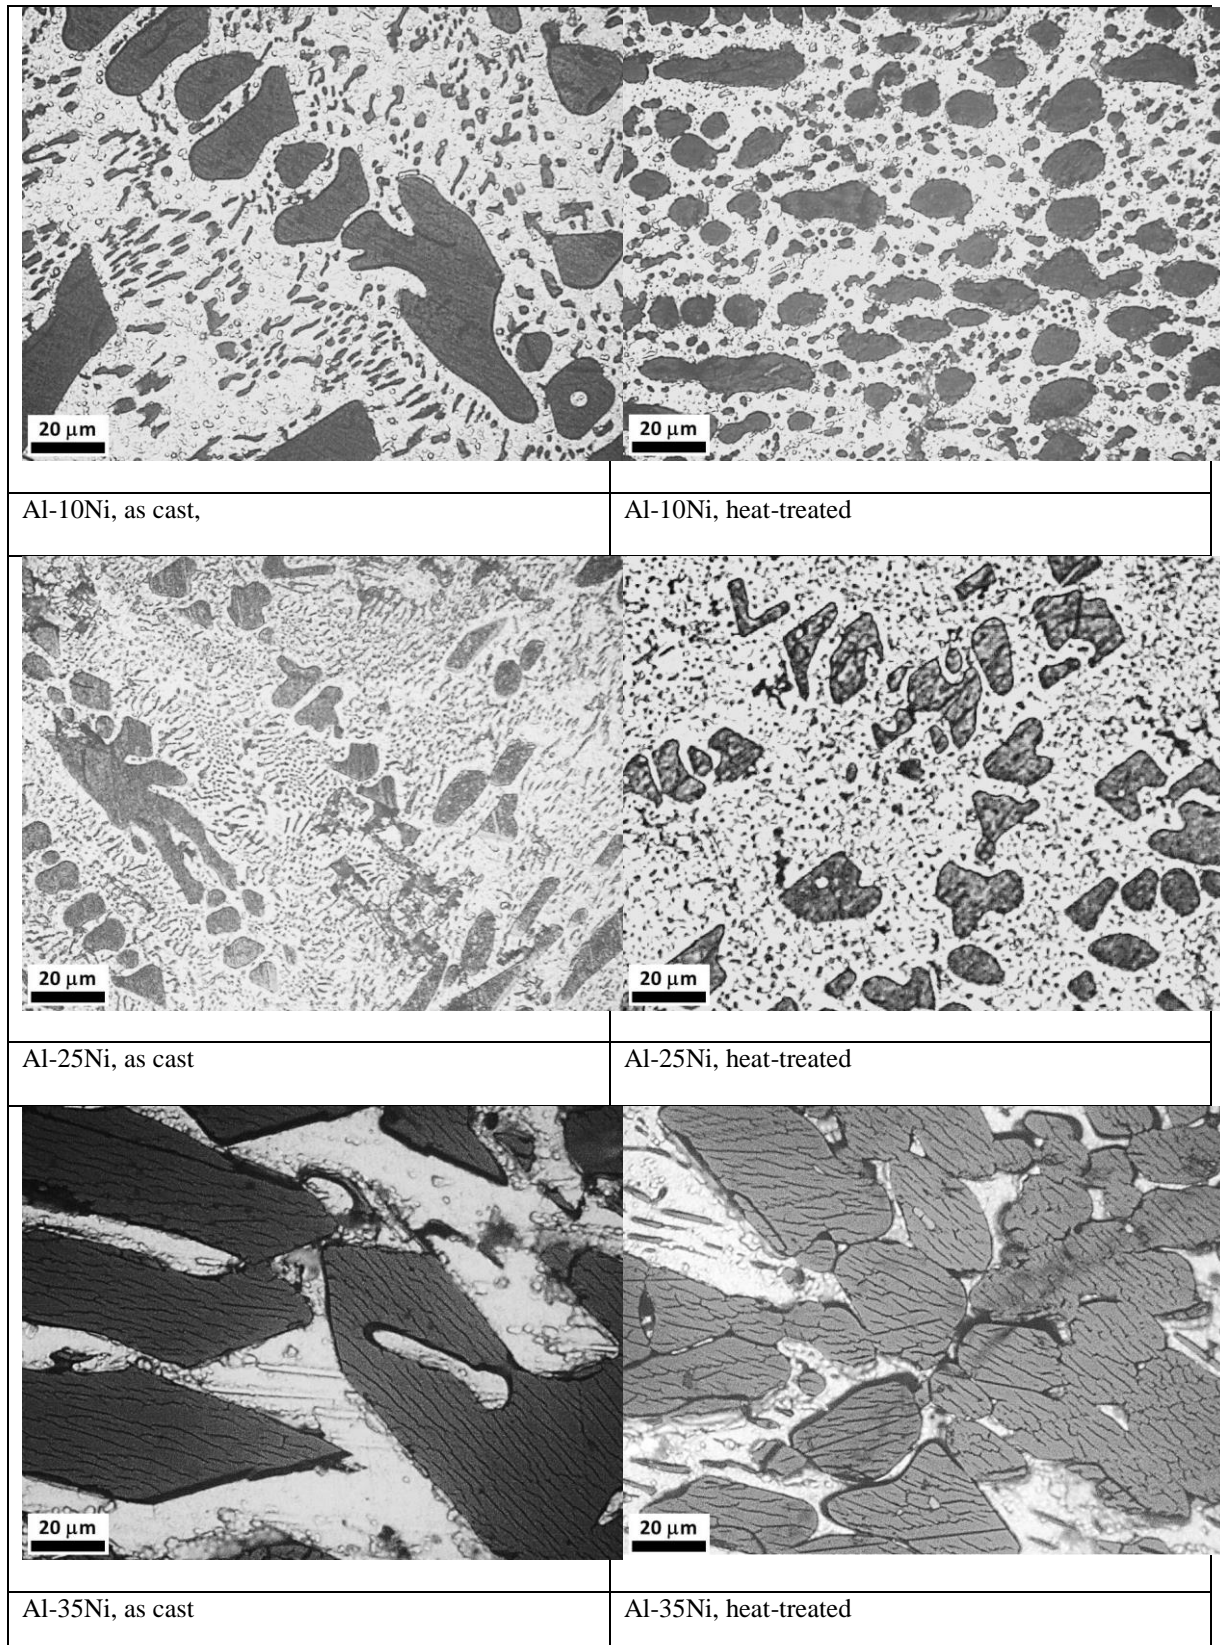 20 μm
20 μm
Al-10Ni, as cast,
Al-10Ni, heat-treated
20 μm
20 μm
Al-25Ni, as cast
Al-25Ni, heat-treated
20 μm
20 μm
Al-35Ni, as cast
Al-35Ni, heat-treated